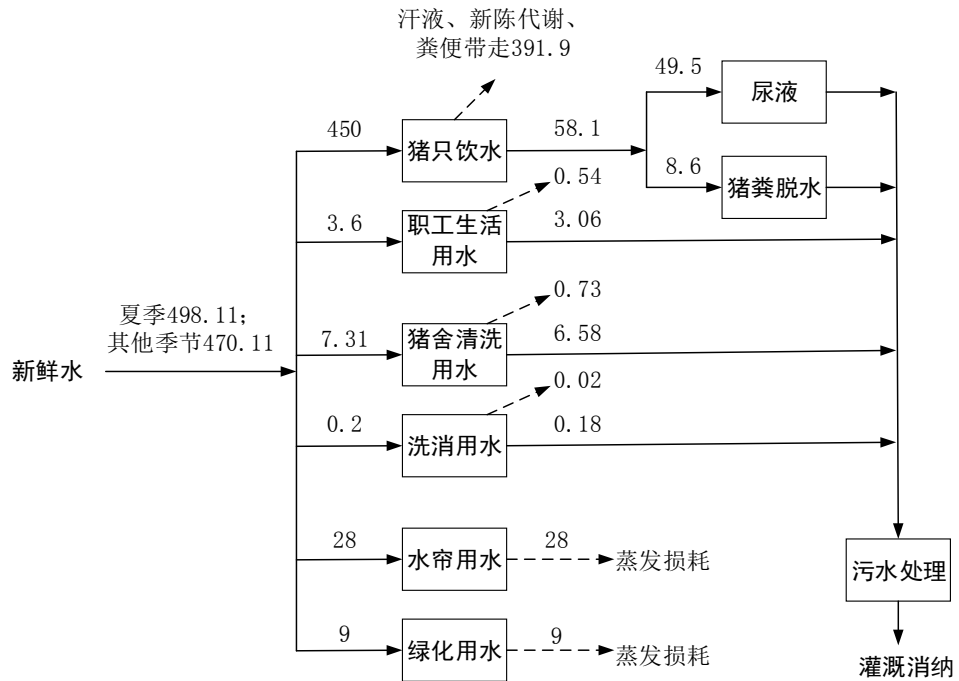 汗液、新陈代谢、
粪便带走391.9
49.5
尿液
450
猪只饮水
58.1
8.6
猪粪脱水
0.54
3.6
职工生活
用水
3.06
夏季498.11；
其他季节470.11
新鲜水
0.73
7.31
猪舍清洗
用水
6.58
0.02
0.2
洗消用水
0.18
28
水帘用水
28
蒸发损耗
污水处理
9
绿化用水
9
蒸发损耗
灌溉消纳